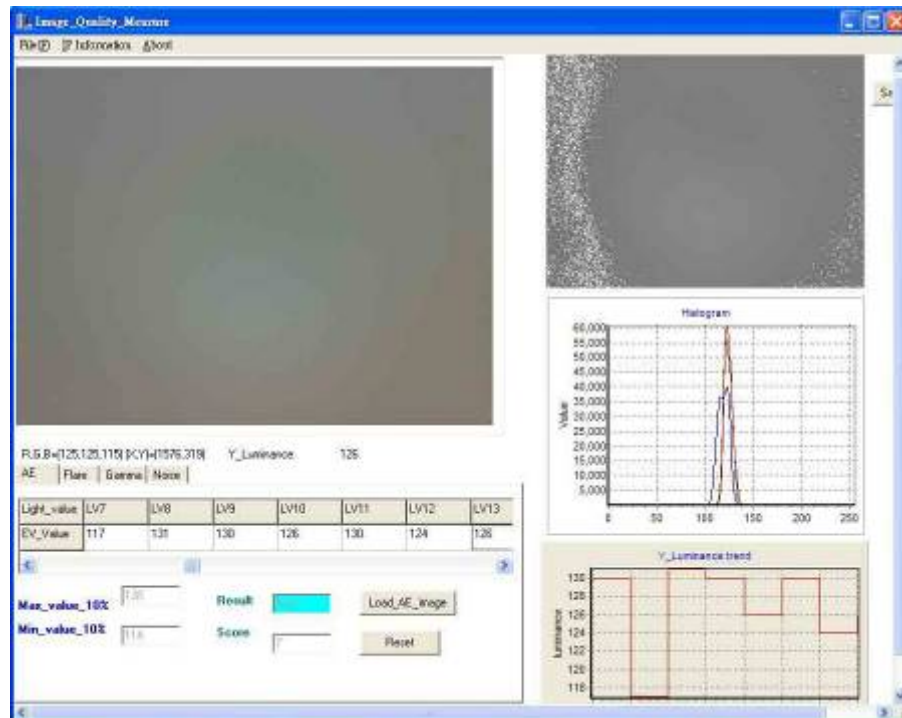 Image_Quality_Measure
File(F) Information About
Histogram
60,000
55,000
50,000
45,000
40,000
35,000
30,000
25,000
20,000
15,000
10,000
5,000
Value
0 50 100 150 200 250
R,G,B=(125,128,115) (X,Y)=(1576,319) Y_Luminance 126
AE Flare Gamma Noise
Light_value LV7 LV8 LV9 LV10 LV11 LV12 LV13
EV_Value 117 131 130 126 130 124 126
Max_value_10% Result Load_AE_image
Min_value_10% Score Reset
Y_Luminance trend
130
128
126
124
122
120
118
luminance